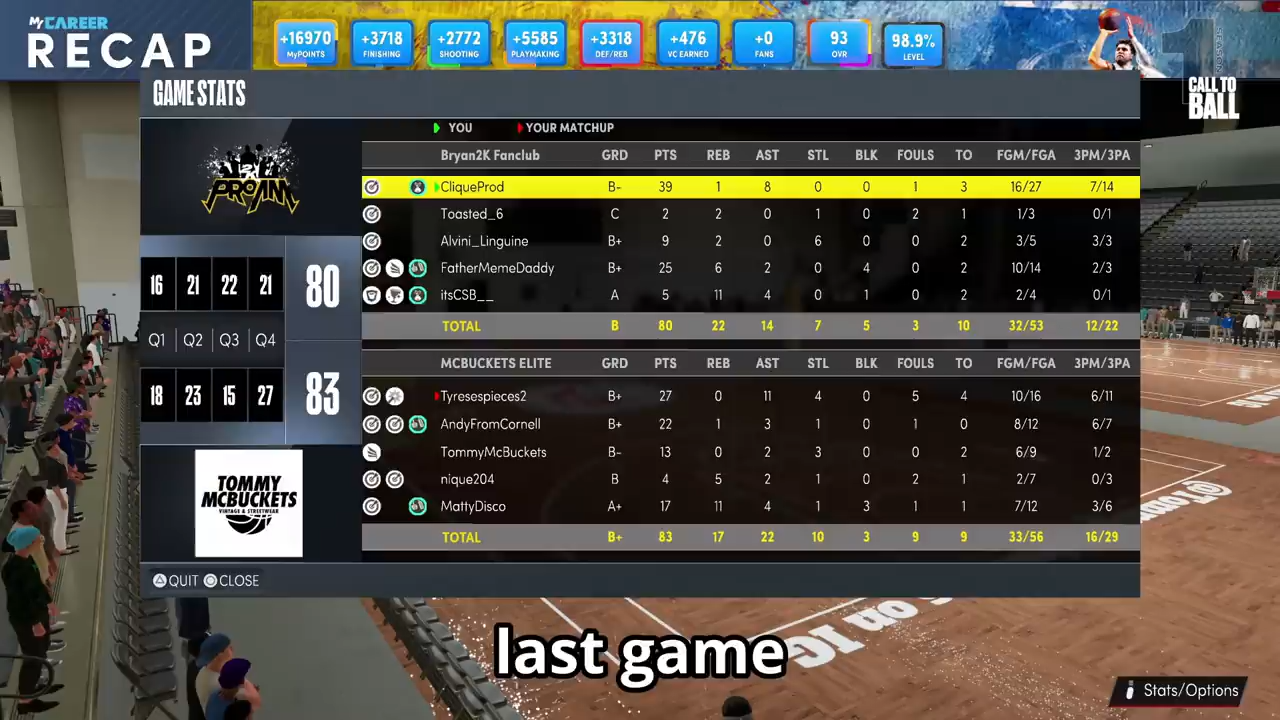 MyCAREER
RECAP
+16970 MyPOINTS
+3718 FINISHING
+2772 SHOOTING
+5585 PLAYMAKING
+3318 DEF/REB
+476 VC EARNED
+0 FANS
93 OVR
98.9% LEVEL
1
SEASON
CALL TO
BALL
GAME STATS
YOU YOUR MATCHUP
Bryan2K Fanclub GRD PTS REB AST STL BLK FOULS TO FGM/FGA 3PM/3PA
CliqueProd B- 39 1 8 0 0 1 3 16/27 7/14
Toasted_6 C 2 2 0 1 0 2 1 1/3 0/1
Alvini_Linguine B+ 9 2 0 6 0 0 2 3/5 3/3
FatherMemeDaddy B+ 25 6 2 0 4 0 2 10/14 2/3
itsCSB__ A 5 11 4 0 1 0 2 2/4 0/1
TOTAL B 80 22 14 7 5 3 10 32/53 12/22
MCBUCKETS ELITE GRD PTS REB AST STL BLK FOULS TO FGM/FGA 3PM/3PA
Tyresespieces2 B+ 27 0 11 4 0 5 4 10/16 6/11
AndyFromCornell B+ 22 1 3 1 0 1 0 8/12 6/7
TommyMcBuckets B- 13 0 2 3 0 0 2 6/9 1/2
nique204 B 4 5 2 1 0 2 1 2/7 0/3
MattyDisco A+ 17 11 4 1 3 1 1 7/12 3/6
TOTAL B+ 83 17 22 10 3 9 9 33/56 16/29
2K
PROAM
16 21 22 21 80
Q1 Q2 Q3 Q4
18 23 15 27 83
TOMMY
MCBUCKETS
VINTAGE & STREETWEAR
QUIT CLOSE
last game
Stats/Options